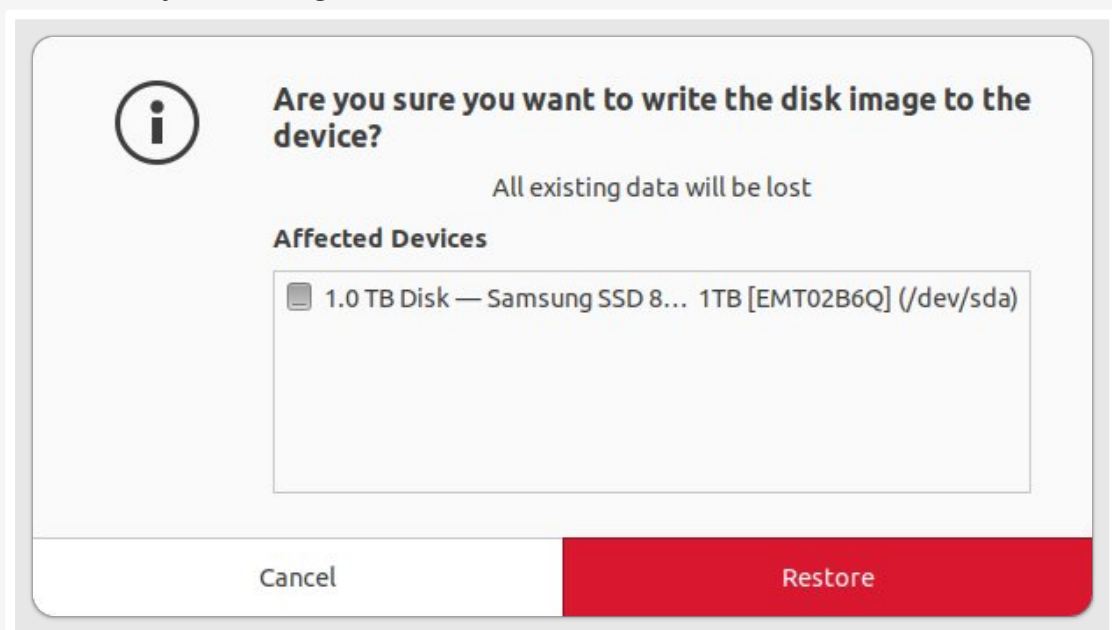 Are you sure you want to write the disk image to the
device?
All existing data will be lost
Affected Devices
1.0 TB Disk — Samsung SSD 8… 1TB [EMT02B6Q] (/dev/sda)
Cancel
Restore